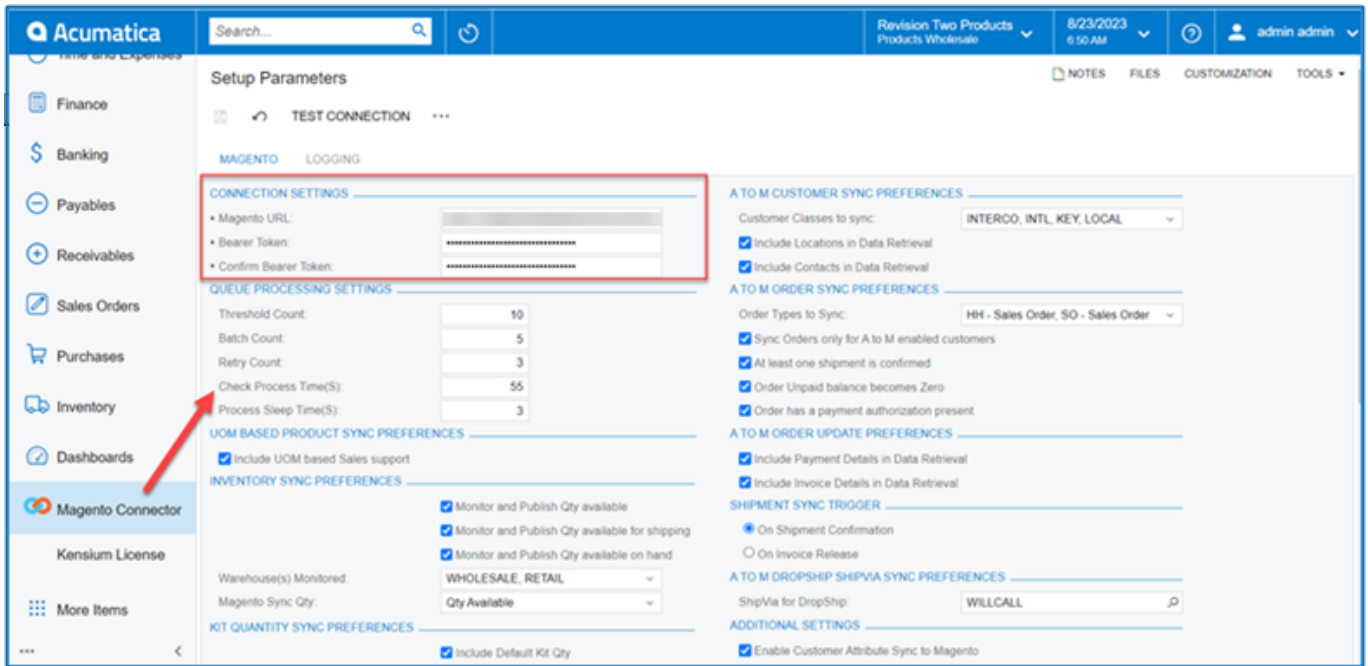 Acumatica
Search...
Revision Two Products
Products Wholesale
8/23/2023
6:50 AM
admin admin
Time and Expenses
Finance
Banking
Payables
Receivables
Sales Orders
Purchases
Inventory
Dashboards
Magento Connector
Kensium License
More Items
Setup Parameters
NOTES FILES CUSTOMIZATION TOOLS
TEST CONNECTION
MAGENTO LOGGING
CONNECTION SETTINGS
Magento URL:
Bearer Token:
Confirm Bearer Token:
QUEUE PROCESSING SETTINGS
Threshold Count: 10
Batch Count: 5
Retry Count: 3
Check Process Time(S): 55
Process Sleep Time(S): 3
UOM BASED PRODUCT SYNC PREFERENCES
Include UOM based Sales support
INVENTORY SYNC PREFERENCES
Monitor and Publish Qty available
Monitor and Publish Qty available for shipping
Monitor and Publish Qty available on hand
Warehouse(s) Monitored: WHOLESALE, RETAIL
Magento Sync Qty: Qty Available
KIT QUANTITY SYNC PREFERENCES
Include Default Kit Qty
A TO M CUSTOMER SYNC PREFERENCES
Customer Classes to sync: INTERCO, INTL, KEY, LOCAL
Include Locations in Data Retrieval
Include Contacts in Data Retrieval
A TO M ORDER SYNC PREFERENCES
Order Types to Sync: HH - Sales Order, SO - Sales Order
Sync Orders only for A to M enabled customers
At least one shipment is confirmed
Order Unpaid balance becomes Zero
Order has a payment authorization present
A TO M ORDER UPDATE PREFERENCES
Include Payment Details in Data Retrieval
Include Invoice Details in Data Retrieval
SHIPMENT SYNC TRIGGER
On Shipment Confirmation
On Invoice Release
A TO M DROPSHIP SHIPVIA SYNC PREFERENCES
ShipVia for DropShip: WILLCALL
ADDITIONAL SETTINGS
Enable Customer Attribute Sync to Magento